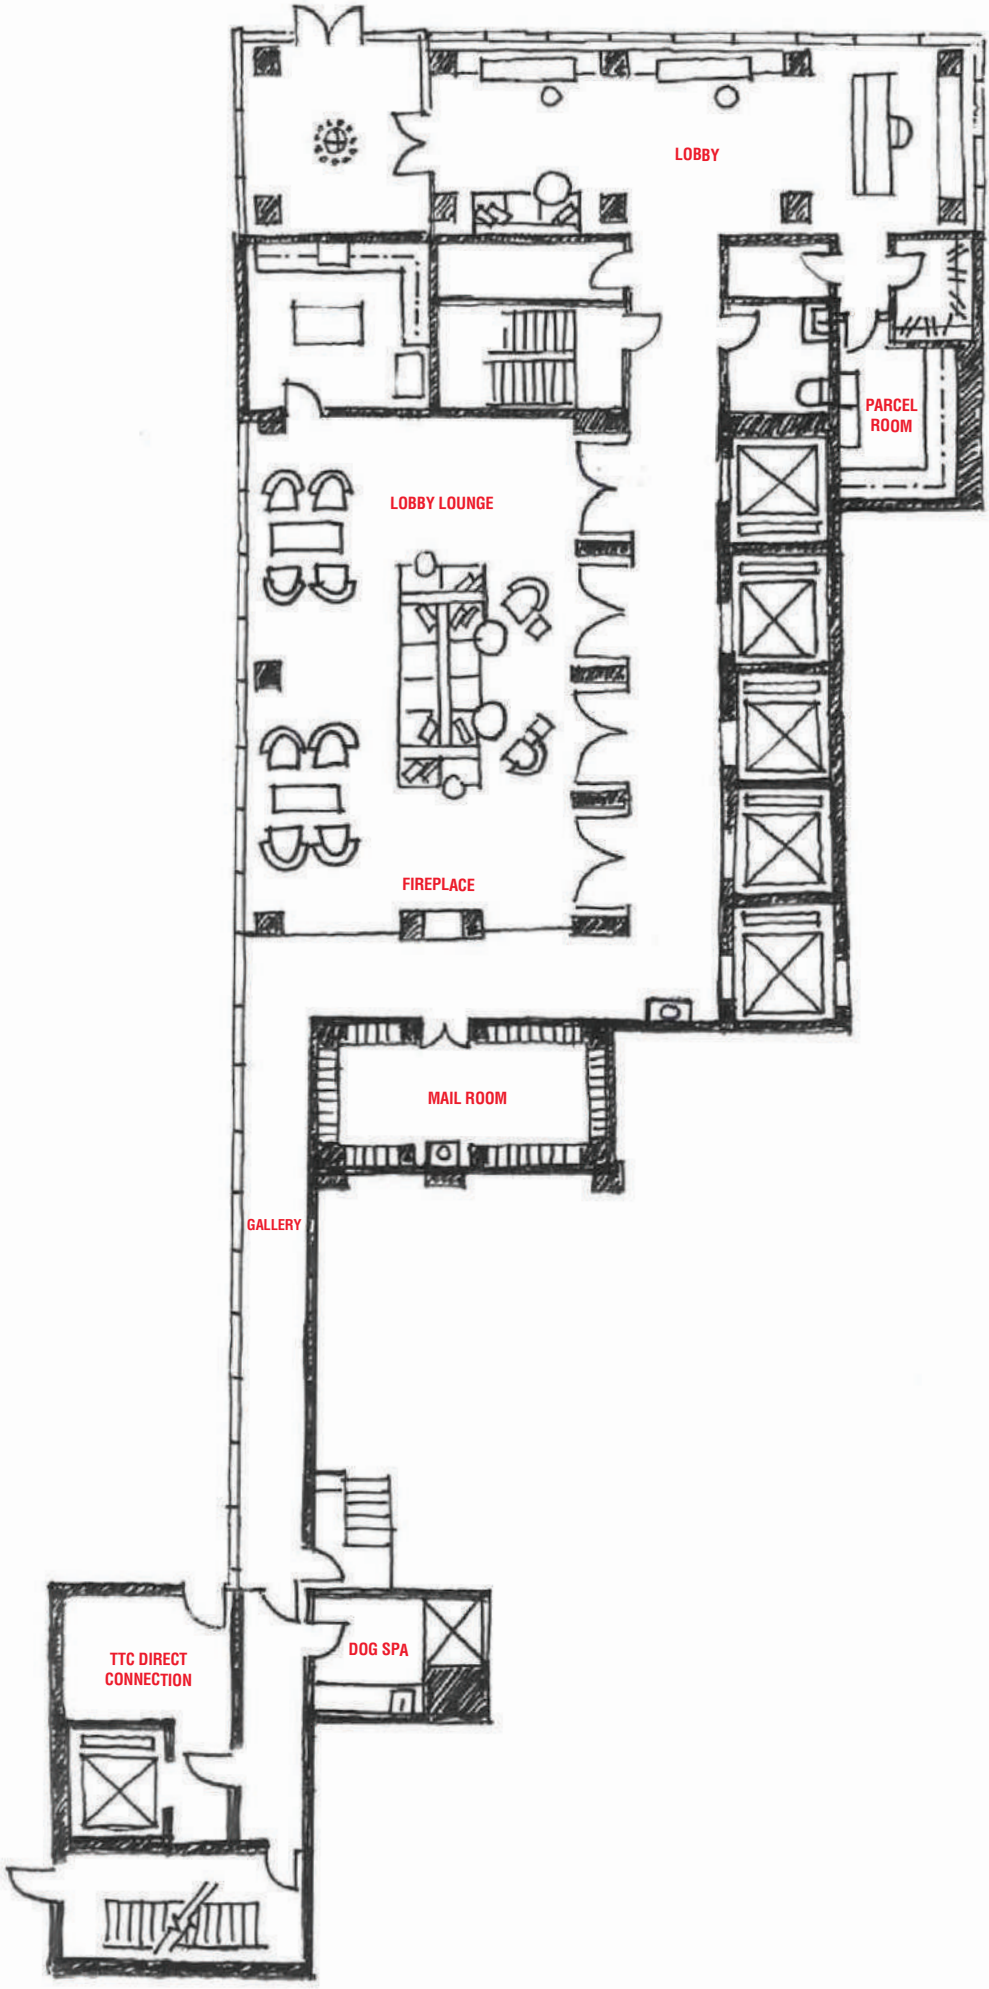 LOBBY
PARCEL
ROOM
LOBBY LOUNGE
FIREPLACE
MAIL ROOM
GALLERY
DOG SPA
TTC DIRECT
CONNECTION